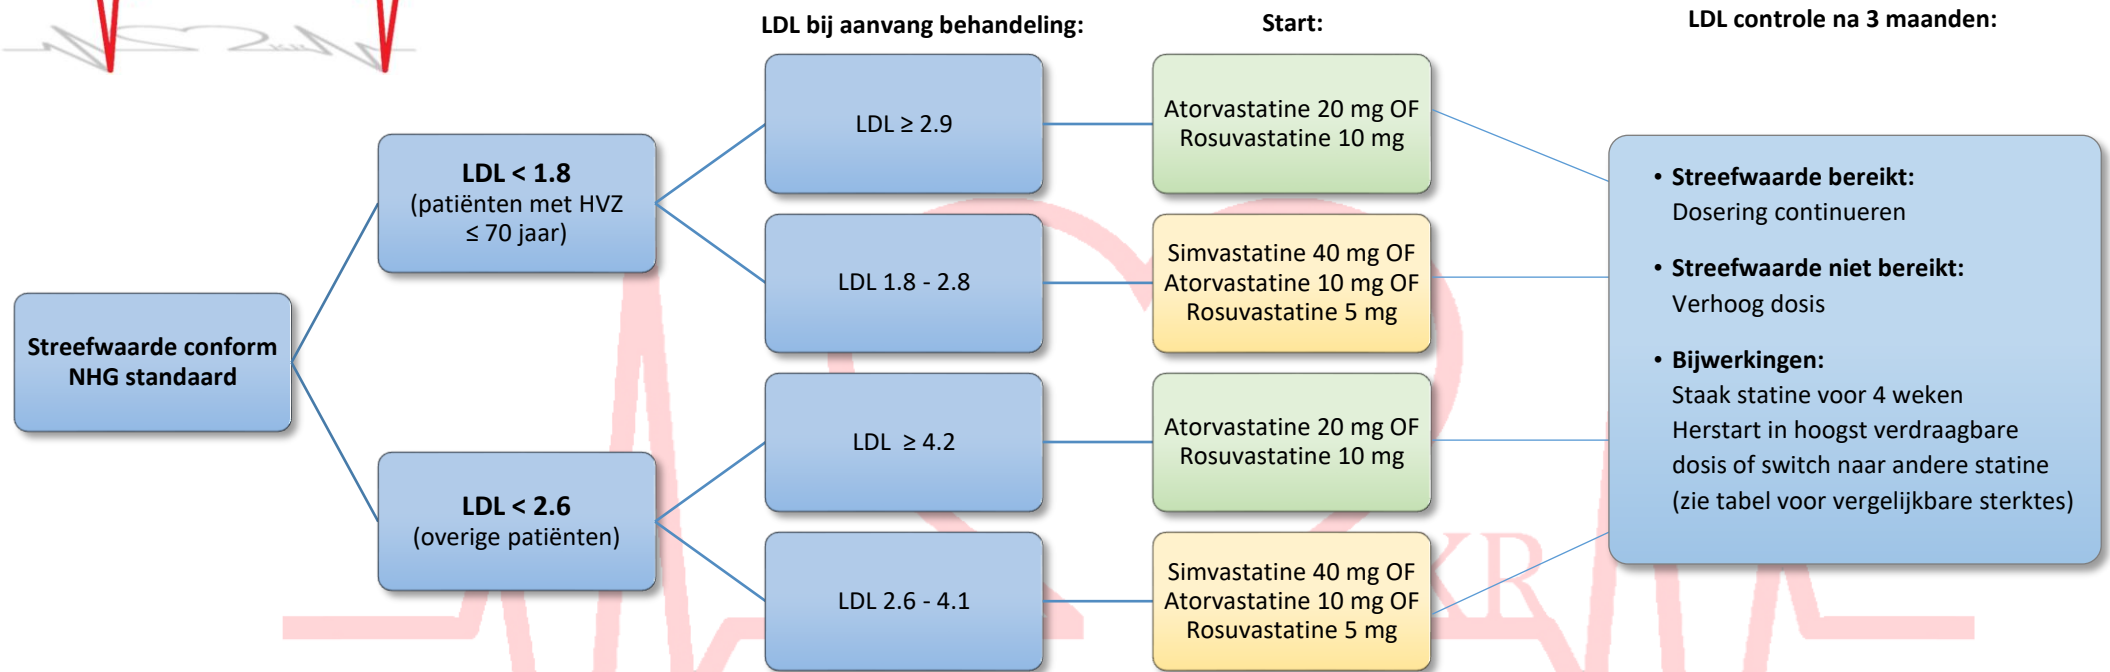 LDL bij aanvang behandeling:
Start:
LDL controle na 3 maanden:
Streefwaarde conform
NHG standaard
LDL < 1.8
(patiënten met HVZ
≤ 70 jaar)
LDL < 2.6
(overige patiënten)
LDL ≥ 2.9
LDL 1.8 - 2.8
LDL ≥ 4.2
LDL 2.6 - 4.1
Atorvastatine 20 mg OF
Rosuvastatine 10 mg
Simvastatine 40 mg OF
Atorvastatine 10 mg OF
Rosuvastatine 5 mg
Atorvastatine 20 mg OF
Rosuvastatine 10 mg
Simvastatine 40 mg OF
Atorvastatine 10 mg OF
Rosuvastatine 5 mg
• Streefwaarde bereikt:
Dosering continueren
• Streefwaarde niet bereikt:
Verhoog dosis
• Bijwerkingen:
Staak statine voor 4 weken
Herstart in hoogst verdraagbare
dosis of switch naar andere statine
(zie tabel voor vergelijkbare sterktes)